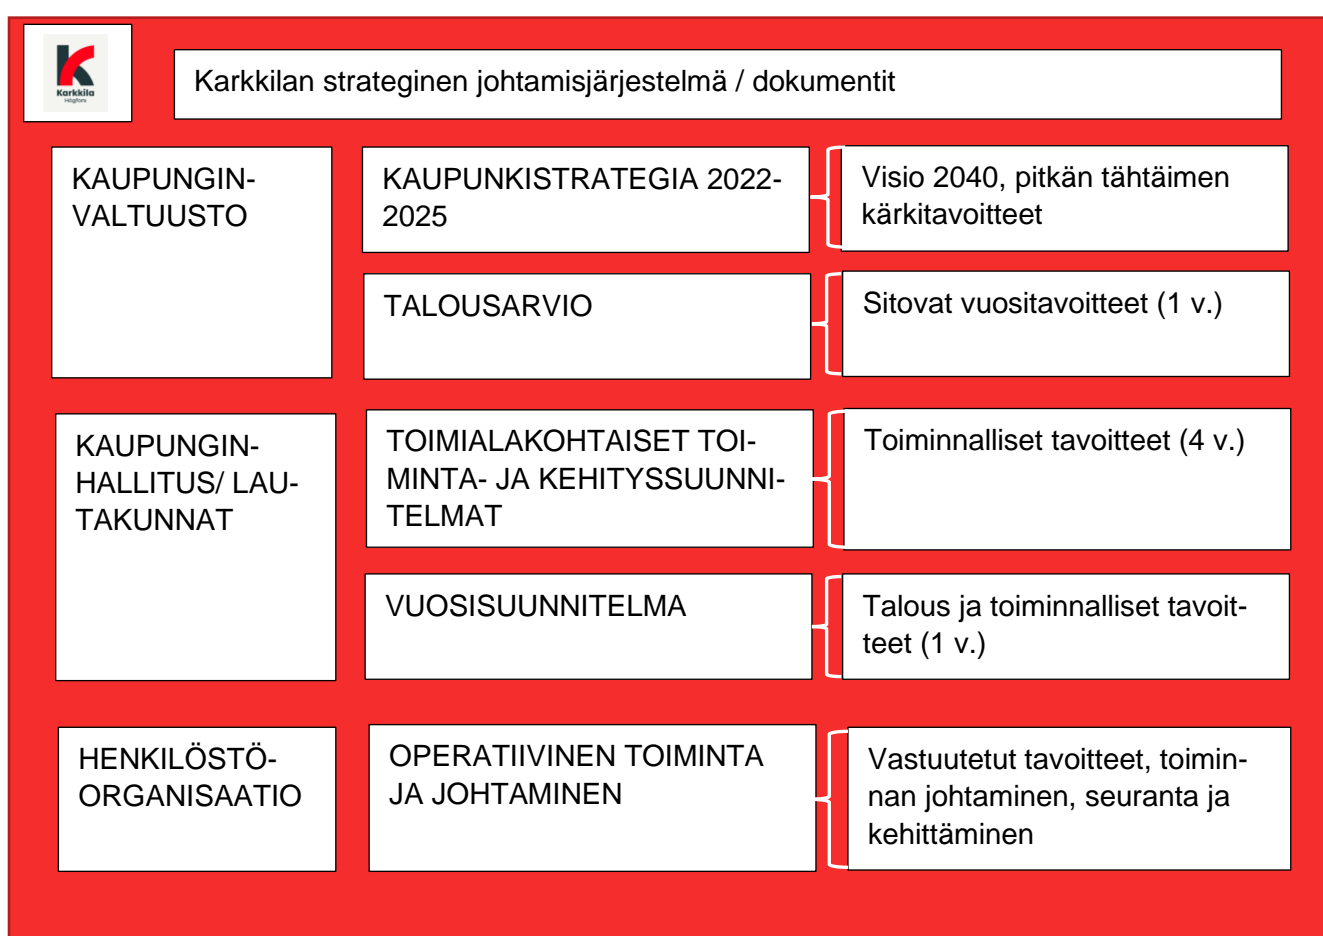 Karkkila
Högfors
Karkkilan strateginen johtamisjärjestelmä / dokumentit
KAUPUNGIN-
VALTUUSTO
KAUPUNKISTRATEGIA 2022-
2025
Visio 2040, pitkän tähtäimen
kärkitavoitteet
TALOUSARVIO
Sitovat vuositavoitteet (1 v.)
KAUPUNGIN-
HALLITUS/ LAU-
TAKUNNAT
TOIMIALAKOHTAISET TOI-
MINTA- JA KEHITYSSUUNNI-
TELMAT
Toiminnalliset tavoitteet (4 v.)
VUOSISUUNNITELMA
Talous ja toiminnalliset tavoit-
teet (1 v.)
HENKILÖSTÖ-
ORGANISAATIO
OPERATIIVINEN TOIMINTA
JA JOHTAMINEN
Vastuutetut tavoitteet, toimin-
nan johtaminen, seuranta ja
kehittäminen